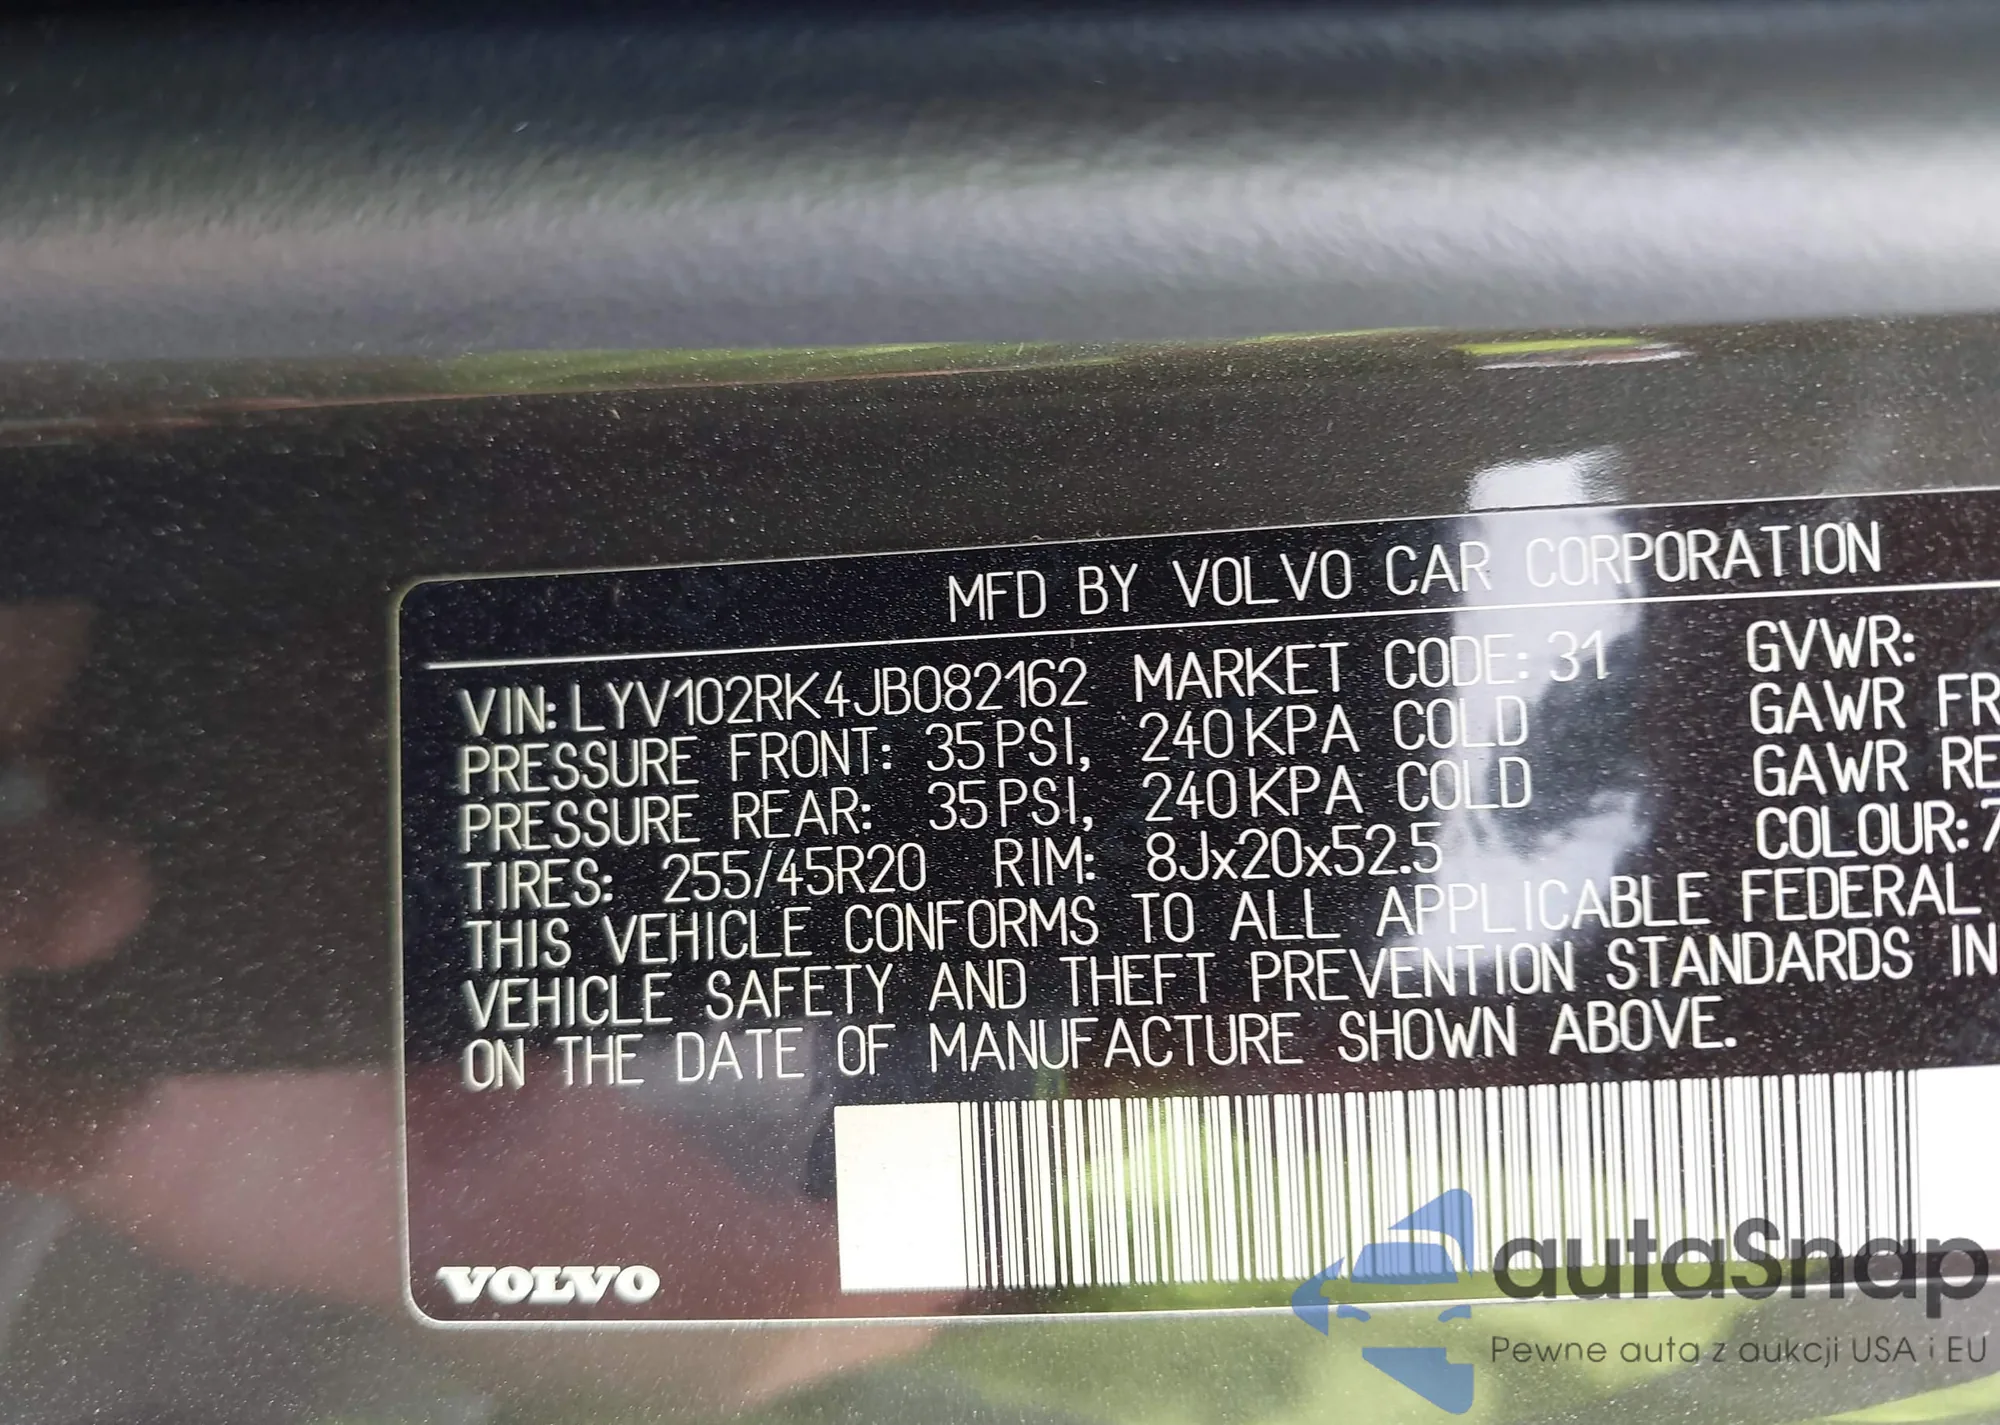 MFD BY VOLVO CAR CORPORATION
VIN: LYV102RK4JB082162 MARKET CODE: 31 GVWR:
PRESSURE FRONT: 35 PSI, 240 KPA COLD GAWR FR
PRESSURE REAR: 35 PSI, 240 KPA COLD GAWR RE
TIRES: 255/45R20 RIM: 8Jx20x52.5 COLOUR: 7
THIS VEHICLE CONFORMS TO ALL APPLICABLE FEDERAL
VEHICLE SAFETY AND THEFT PREVENTION STANDARDS IN
ON THE DATE OF MANUFACTURE SHOWN ABOVE.
VOLVO
autaSnap
Pewne auta z aukcji USA i EU